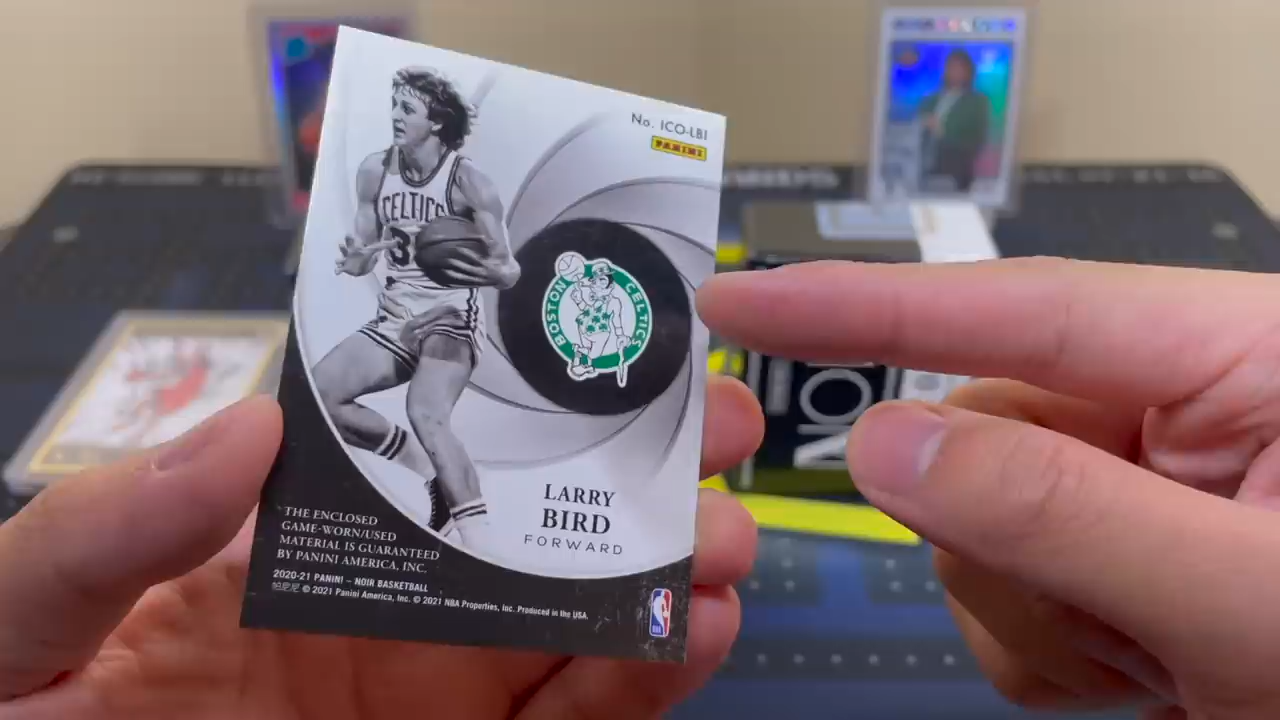 No. ICO-LBI
PANINI
CELTICS
3
BOSTON CELTICS
LARRY
BIRD
FORWARD
THE ENCLOSED
GAME-WORN/USED
MATERIAL IS GUARANTEED
BY PANINI AMERICA, INC.
2020-21 PANINI – NOIR BASKETBALL
© 2021 Panini America, Inc. © 2021 NBA Properties, Inc. Produced in the USA.
NOIR